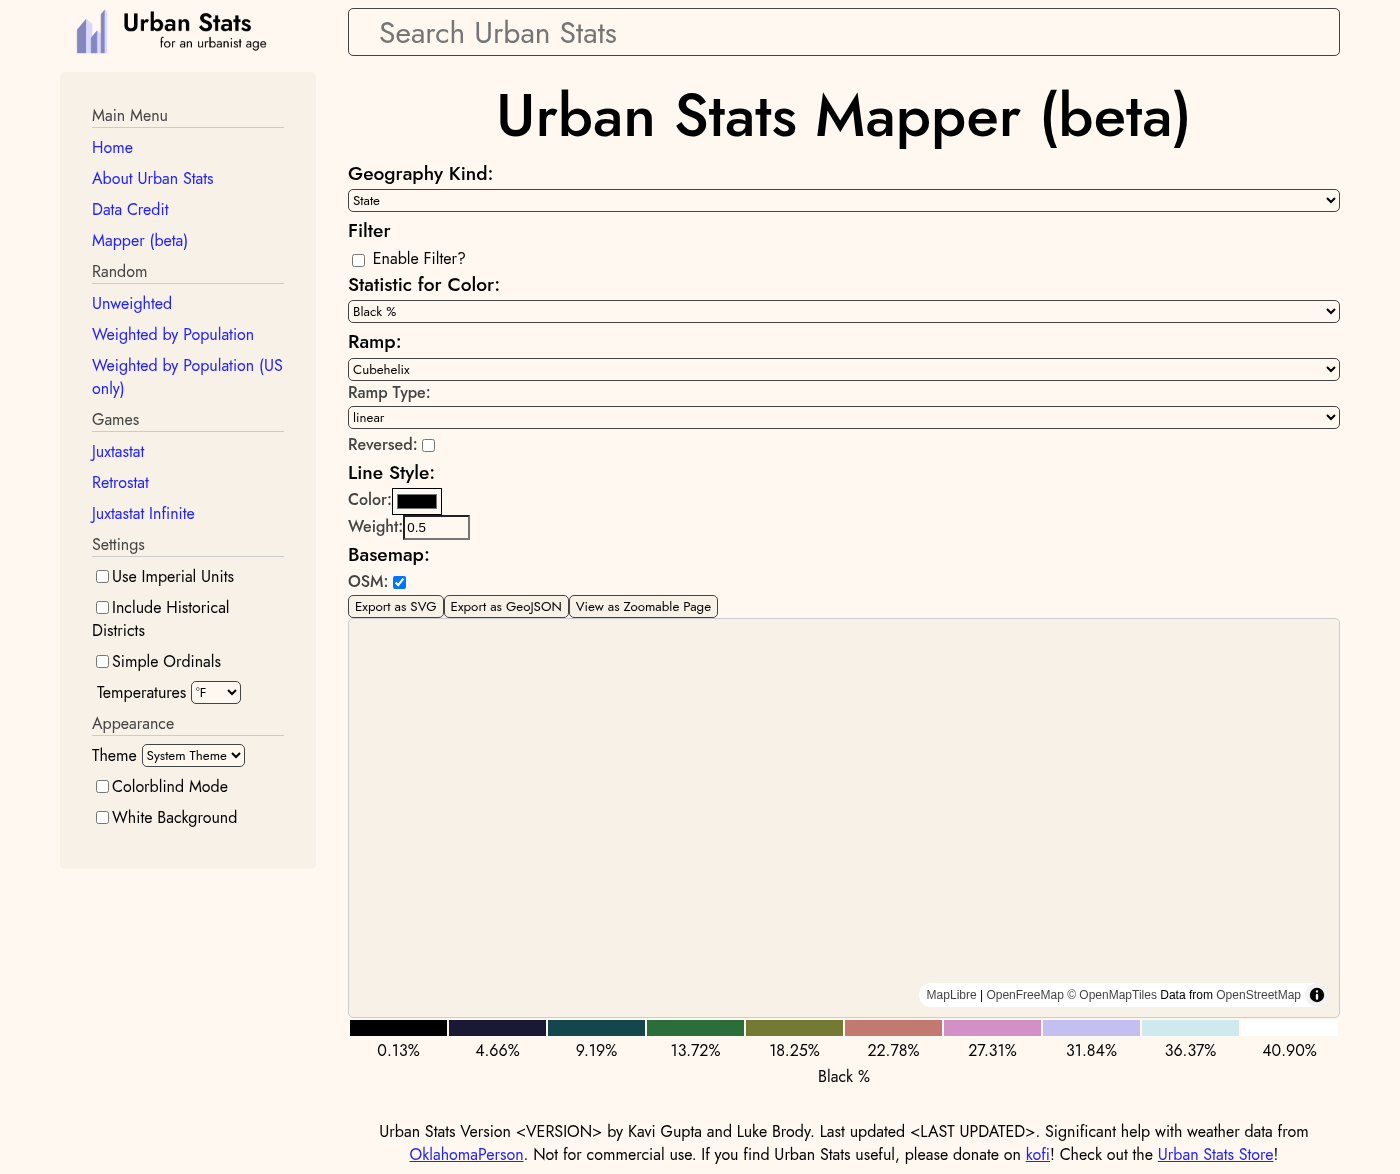 Urban Stats
for an urbanist age
Search Urban Stats
Main Menu
Home
About Urban Stats
Data Credit
Mapper (beta)
Random
Unweighted
Weighted by Population
Weighted by Population (US
only)
Games
Juxtastat
Retrostat
Juxtastat Infinite
Settings
Use Imperial Units
Include Historical
Districts
Simple Ordinals
Temperatures °F
Appearance
Theme System Theme
Colorblind Mode
White Background
Urban Stats Mapper (beta)
Geography Kind:
State
Filter
Enable Filter?
Statistic for Color:
Black %
Ramp:
Cubehelix
Ramp Type:
linear
Reversed:
Line Style:
Color:
Weight: 0.5
Basemap:
OSM:
Export as SVG Export as GeoJSON View as Zoomable Page
MapLibre | OpenFreeMap © OpenMapTiles Data from OpenStreetMap
0.13% 4.66% 9.19% 13.72% 18.25% 22.78% 27.31% 31.84% 36.37% 40.90%
Black %
Urban Stats Version <VERSION> by Kavi Gupta and Luke Brody. Last updated <LAST UPDATED>. Significant help with weather data from
OklahomaPerson. Not for commercial use. If you find Urban Stats useful, please donate on kofi! Check out the Urban Stats Store!